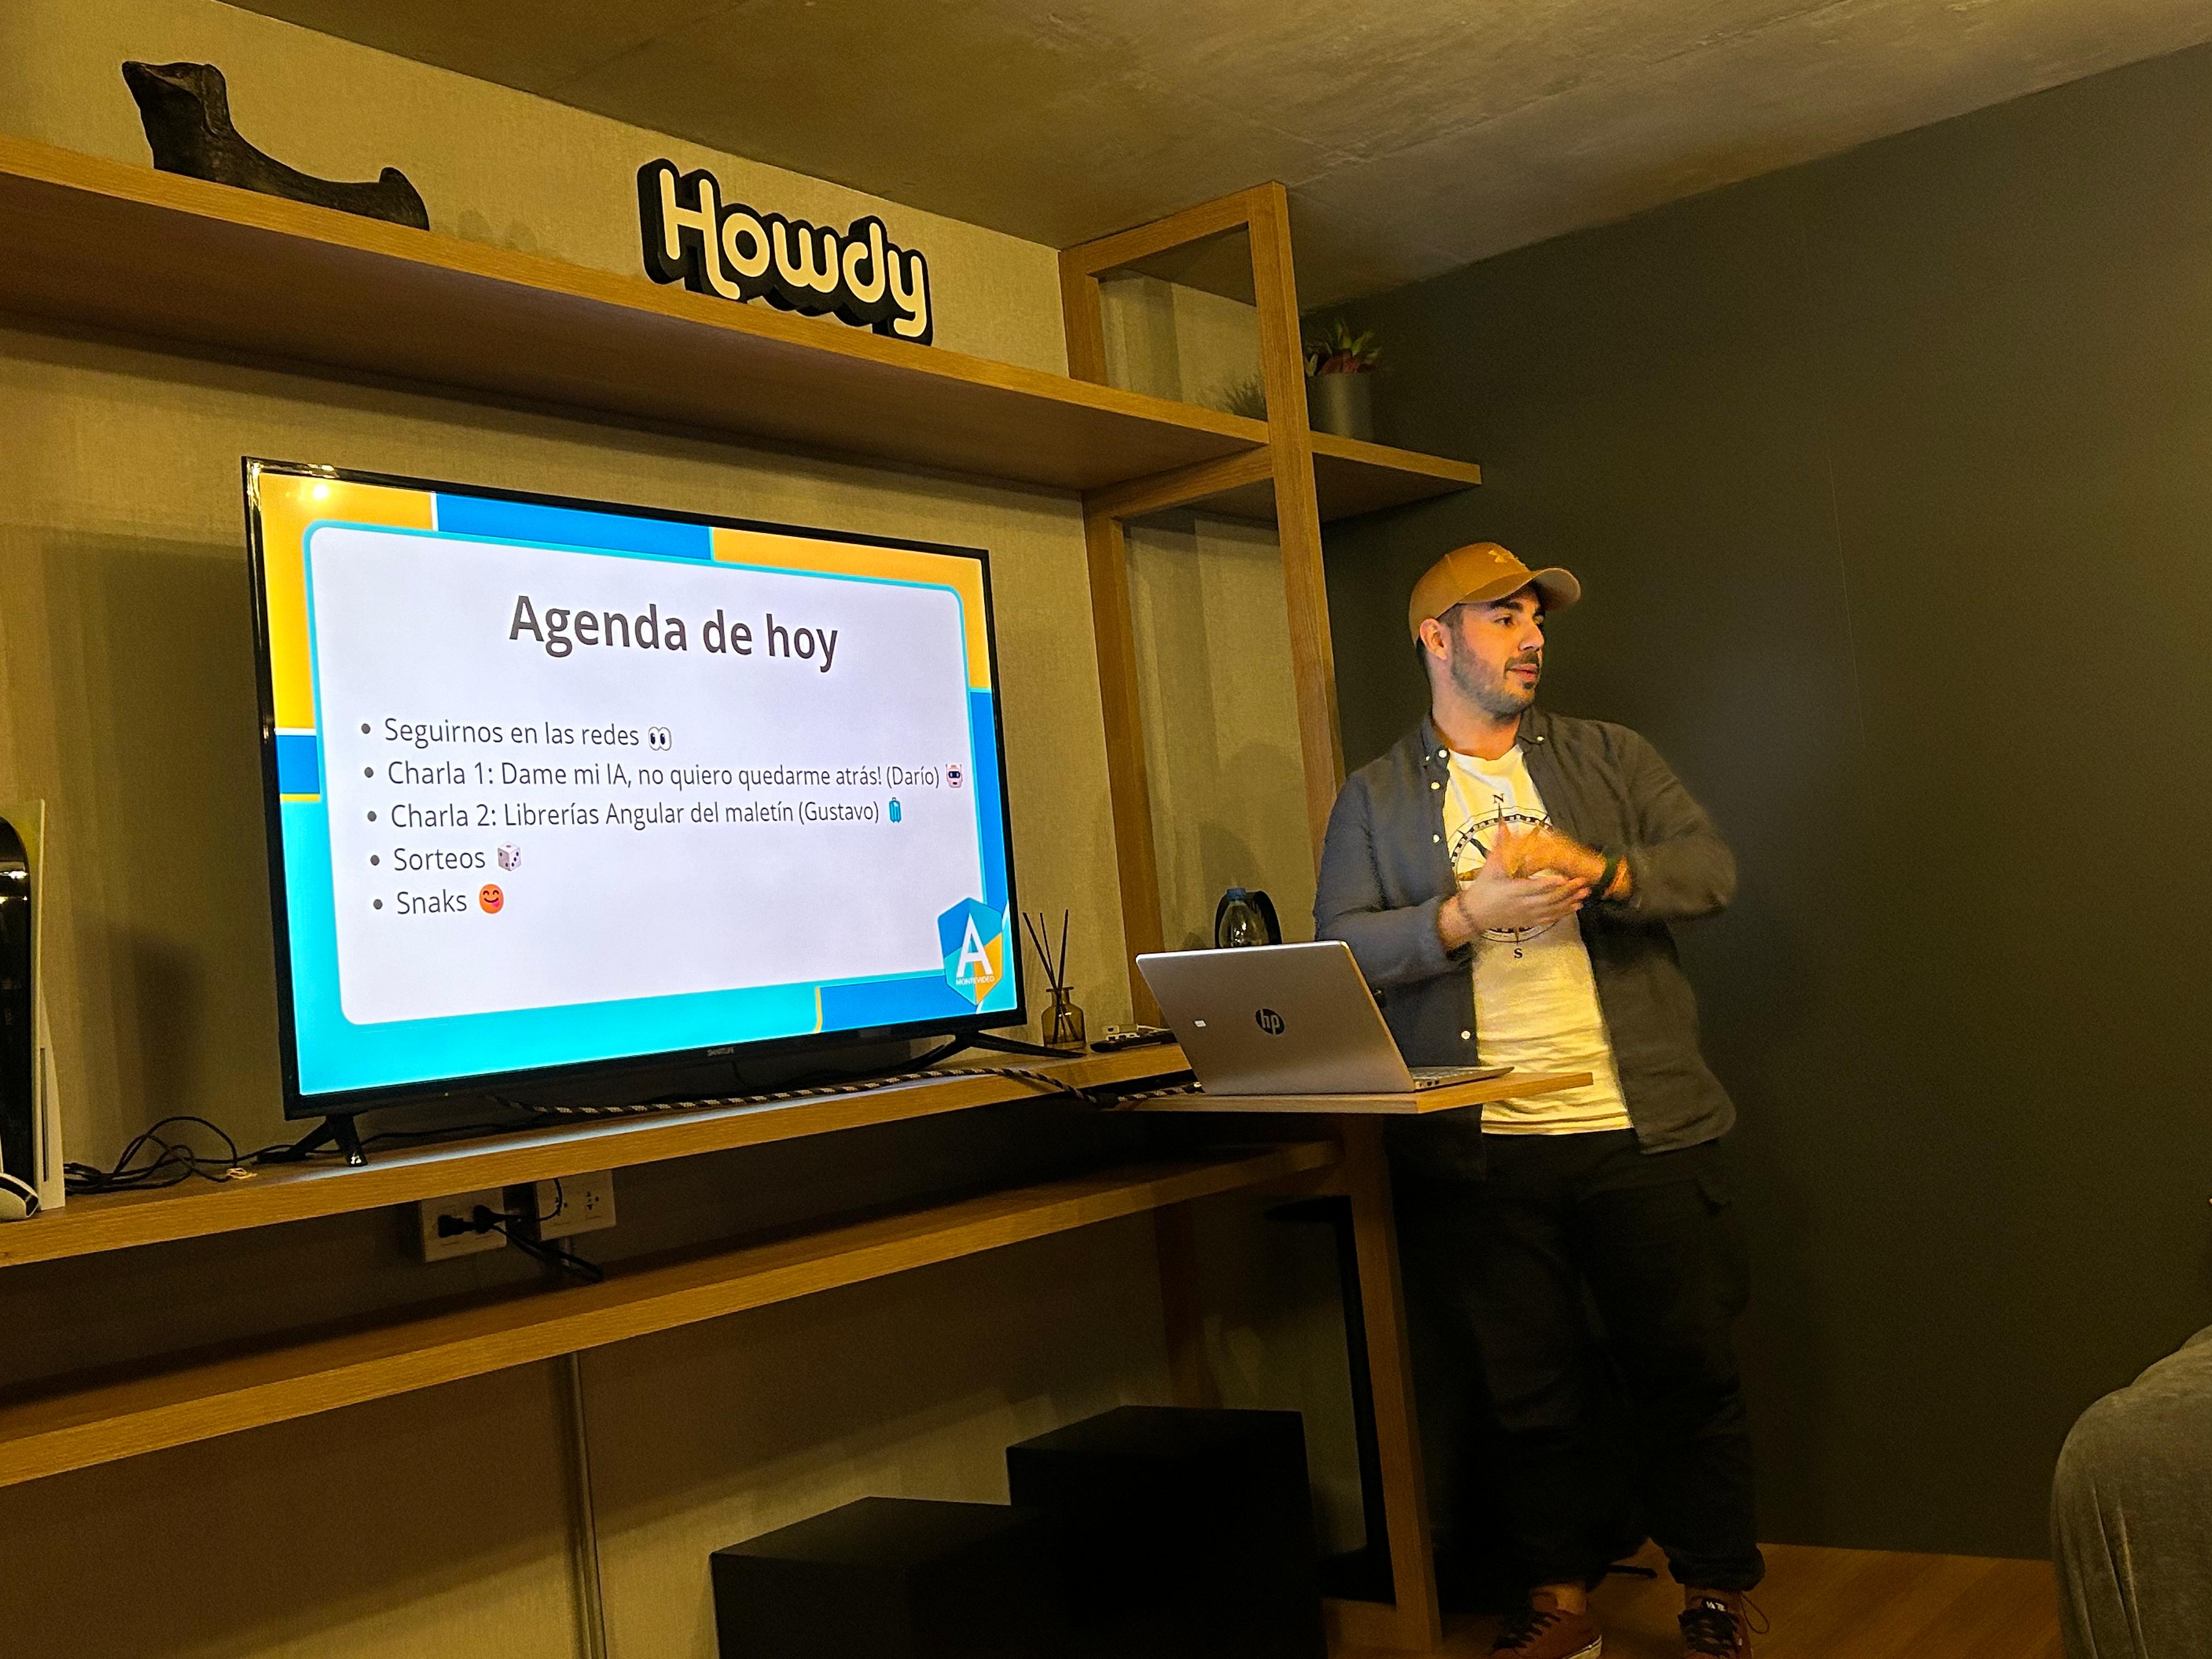 Howdy
Agenda de hoy
• Seguirnos en las redes 👀
• Charla 1: Dame mi IA, no quiero quedarme atrás! (Darío) 🤖
• Charla 2: Librerías Angular del maletín (Gustavo) 🧳
• Sorteos 🎲
• Snaks 😋
A
MONTEVIDEO
hp
N
S